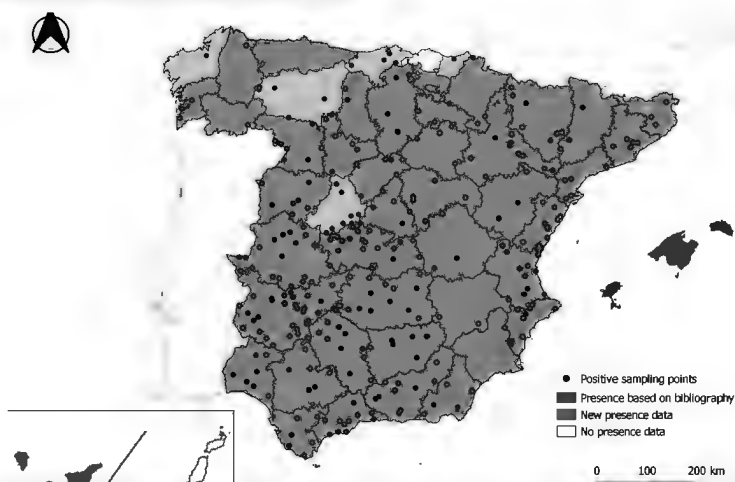 Positive sampling points
Presence based on bibliography
New presence data
No presence data
0 100 200 km